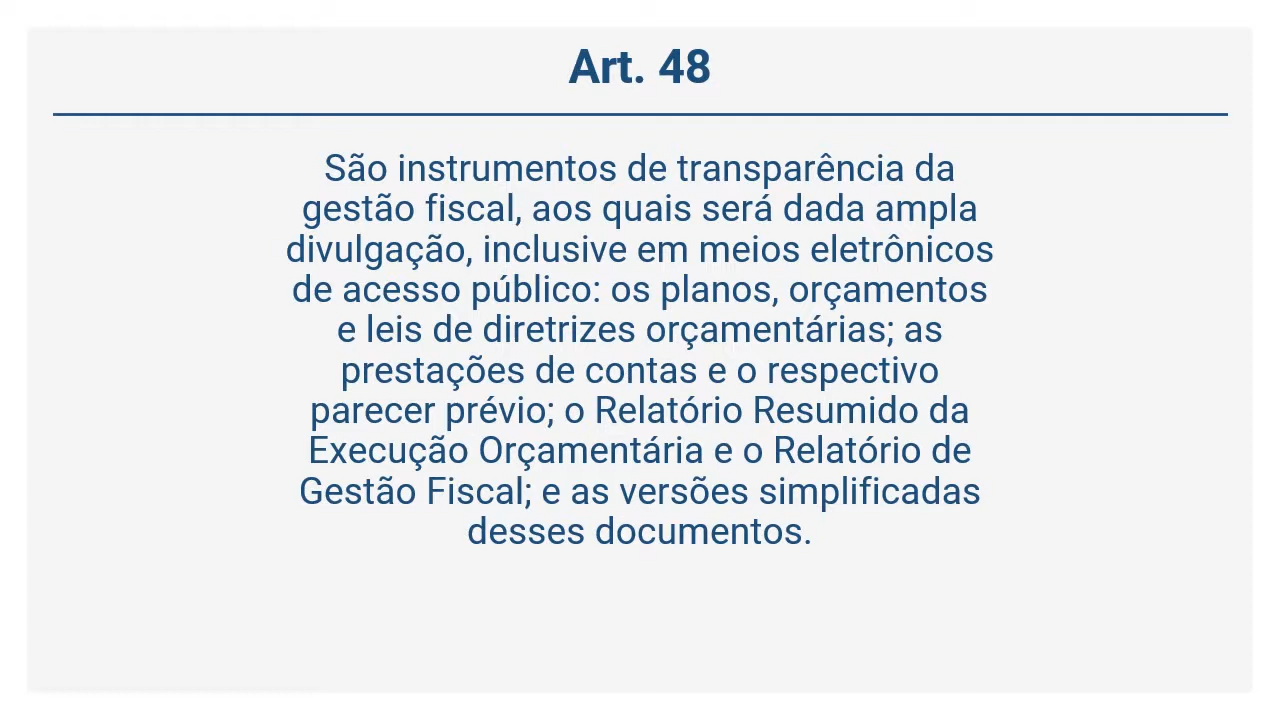 Art. 48
São instrumentos de transparência da
gestão fiscal, aos quais será dada ampla
divulgação, inclusive em meios eletrônicos
de acesso público: os planos, orçamentos
e leis de diretrizes orçamentárias; as
prestações de contas e o respectivo
parecer prévio; o Relatório Resumido da
Execução Orçamentária e o Relatório de
Gestão Fiscal; e as versões simplificadas
desses documentos.